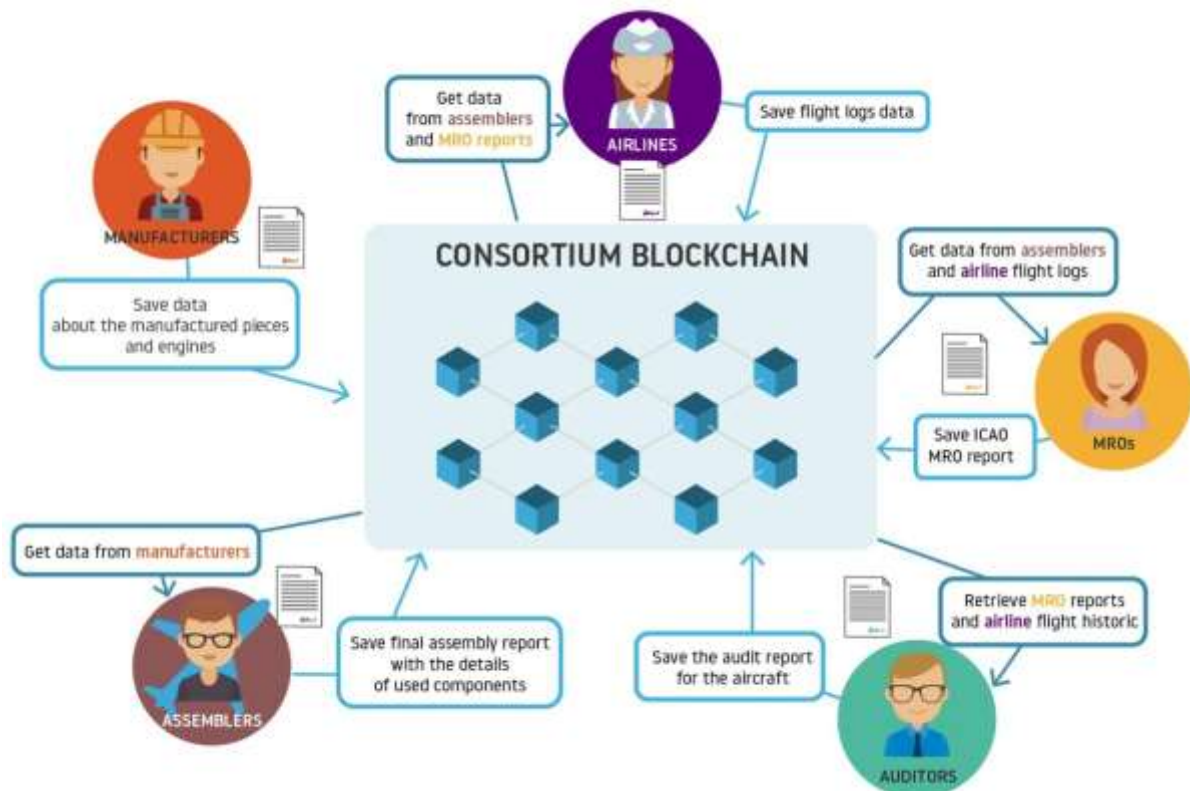 Get data
from assemblers
and MRO reports
AIRLINES
Save flight logs data
MANUFACTURERS
Save data
about the manufactured pieces
and engines
CONSORTIUM BLOCKCHAIN
Get data from assemblers
and airline flight logs
MROs
Save ICAO
MRO report
Get data from manufacturers
ASSEMBLERS
Save final assembly report
with the details
of used components
Save the audit report
for the aircraft
Retrieve MRO reports
and airline flight historic
AUDITORS